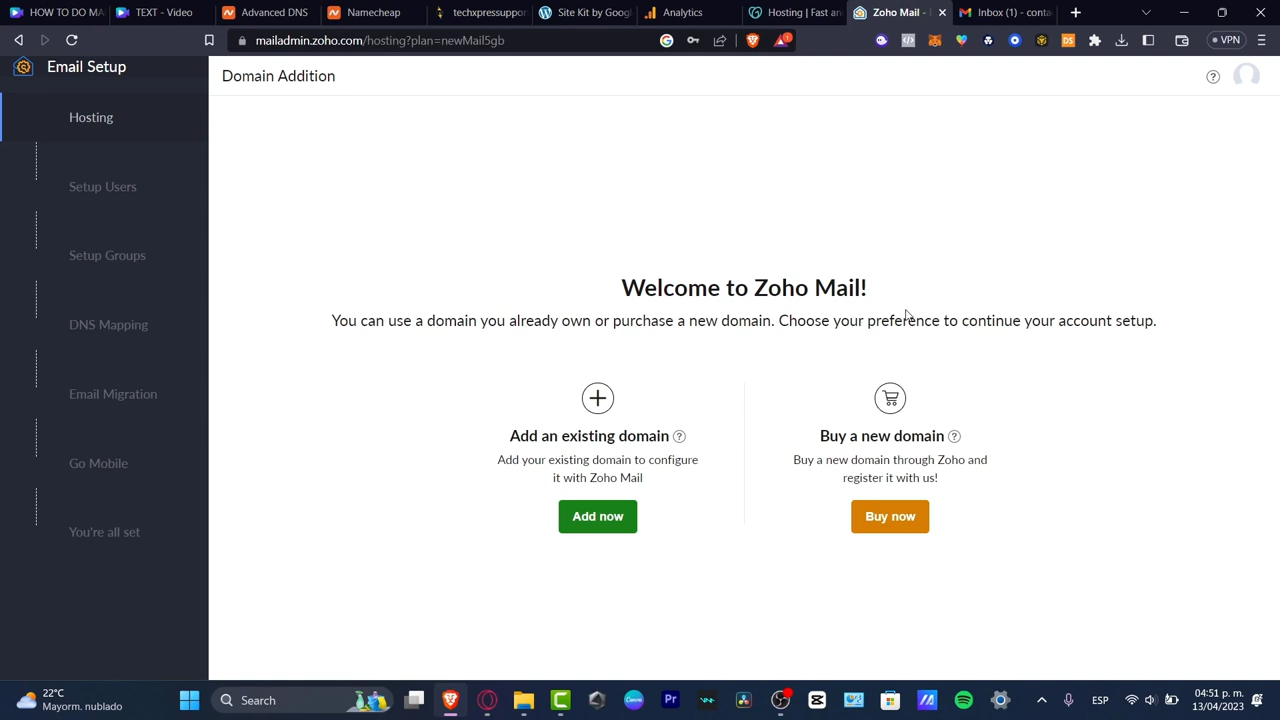 HOW TO DO MA
TEXT - Video
Advanced DNS
Namecheap
techxpressuppor
Site Kit by Goog
Analytics
Hosting | Fast an
Zoho Mail -
Inbox (1) - conta
mailadmin.zoho.com/hosting?plan=newMail5gb
VPN
Email Setup
Domain Addition
Hosting
Setup Users
Setup Groups
DNS Mapping
Email Migration
Go Mobile
You're all set
Welcome to Zoho Mail!
You can use a domain you already own or purchase a new domain. Choose your preference to continue your account setup.
Add an existing domain
Add your existing domain to configure
it with Zoho Mail
Add now
Buy a new domain
Buy a new domain through Zoho and
register it with us!
Buy now
22°C
Mayorm. nublado
Search
ESP
04:51 p. m.
13/04/2023